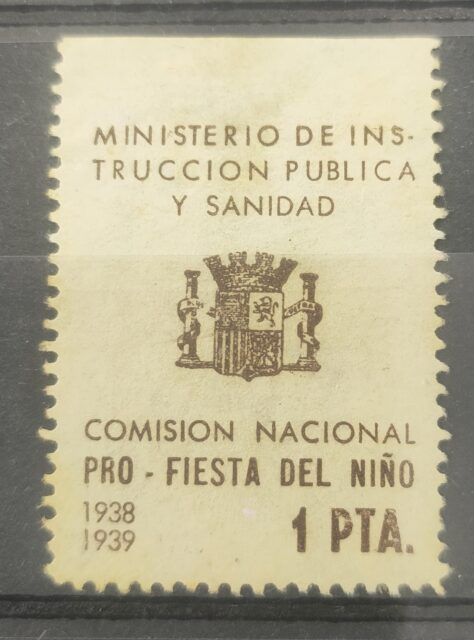 MINISTERIO DE INS-
TRUCCION PUBLICA
Y SANIDAD
COMISION NACIONAL
PRO - FIESTA DEL NIÑO
1938
1939
1 PTA.